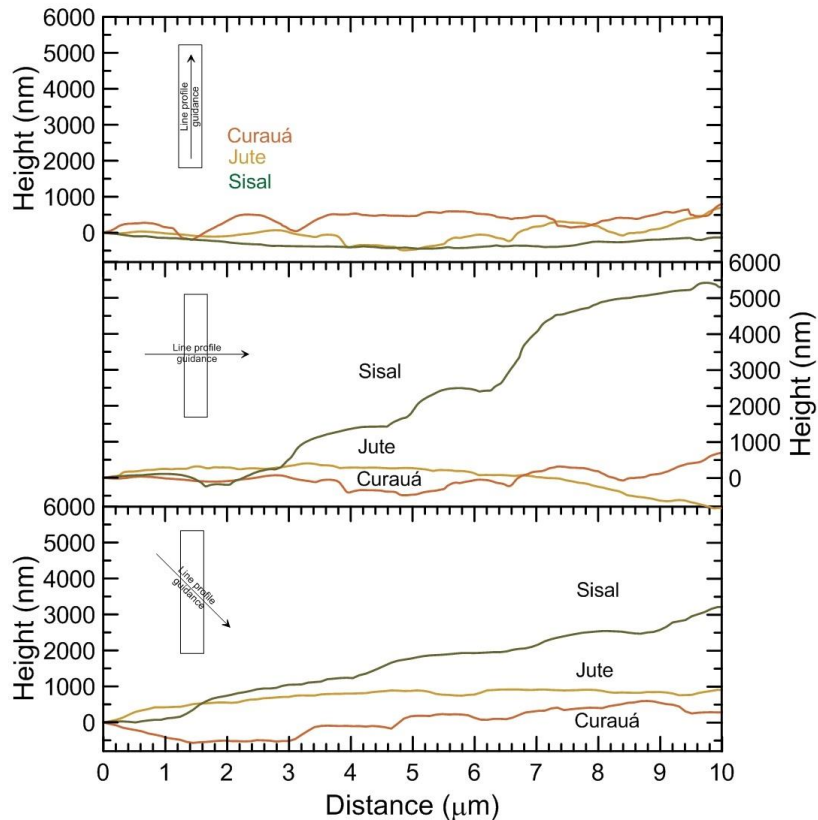 6000
5000
4000
3000
2000
1000
0
Height (nm)
Line profile
guidance
Curauá
Jute
Sisal
6000
5000
4000
3000
2000
1000
0
Height (nm)
Line profile
guidance
Sisal
Jute
Curauá
6000
5000
4000
3000
2000
1000
0
Height (nm)
Line profile
guidance
Sisal
Jute
Curauá
0 1 2 3 4 5 6 7 8 9 10
Distance (μm)